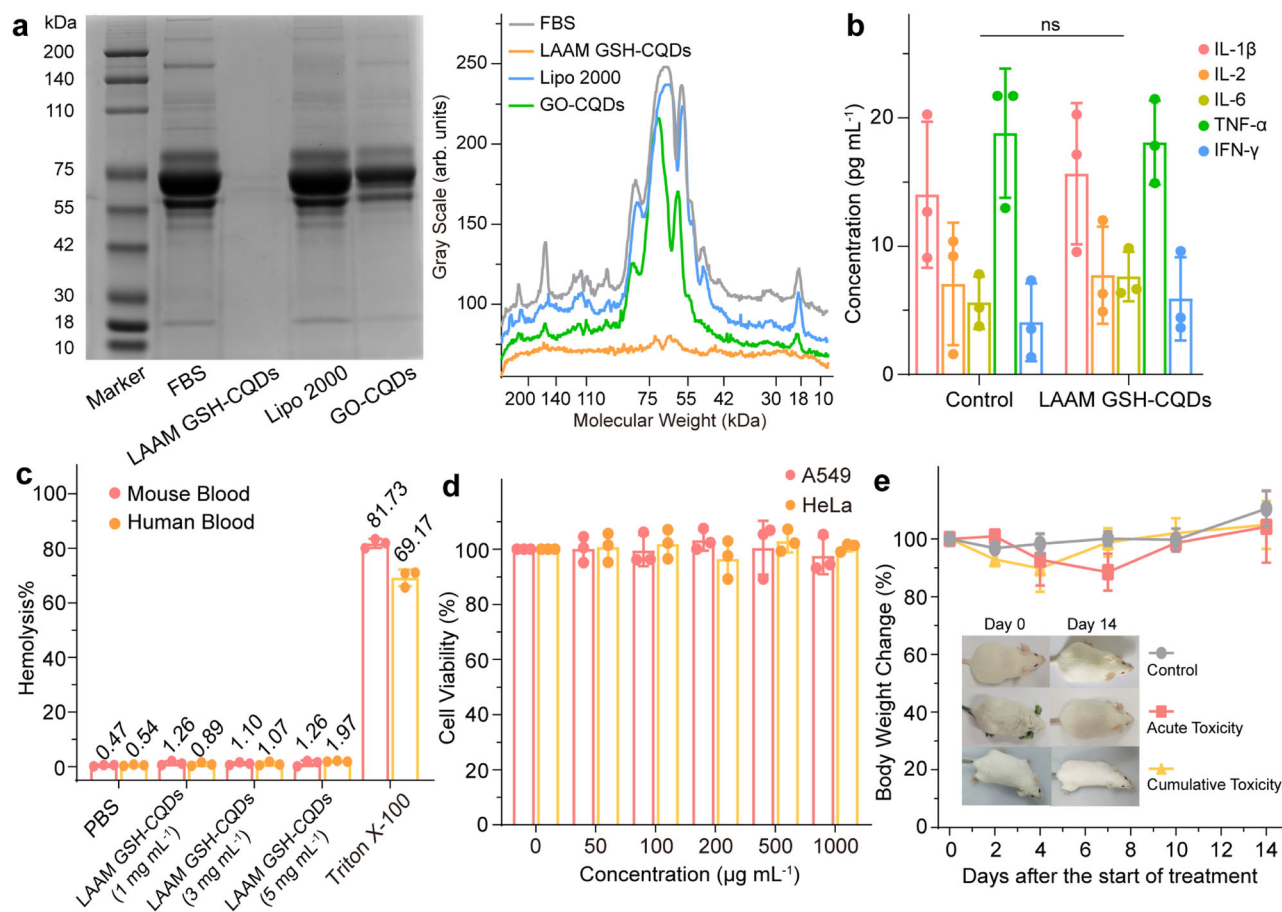 a
kDa
200
140
110
75
55
42
30
18
10
Marker
FBS
LAAM GSH-CQDs
Lipo 2000
GO-CQDs
FBS
LAAM GSH-CQDs
Lipo 2000
GO-CQDs
Gray Scale (arb. units)
250
200
150
100
200 140 110 75 55 42 30 18 10
Molecular Weight (kDa)
b
ns
IL-1β
IL-2
IL-6
TNF-α
IFN-γ
Concentration (pg mL⁻¹)
20
10
0
Control LAAM GSH-CQDs
c
Mouse Blood
Human Blood
Hemolysis%
100
80
60
40
20
0
0.47
0.54
1.26
0.89
1.10
1.07
1.26
1.97
81.73
69.17
PBS
LAAM GSH-CQDs
(1 mg mL⁻¹)
LAAM GSH-CQDs
(3 mg mL⁻¹)
LAAM GSH-CQDs
(5 mg mL⁻¹)
Triton X-100
d
A549
HeLa
Cell Viability (%)
100
80
60
40
20
0
0 50 100 200 500 1000
Concentration (μg mL⁻¹)
e
Body Weight Change (%)
100
80
60
40
20
0
Day 0 Day 14
Control
Acute Toxicity
Cumulative Toxicity
0 2 4 6 8 10 12 14
Days after the start of treatment